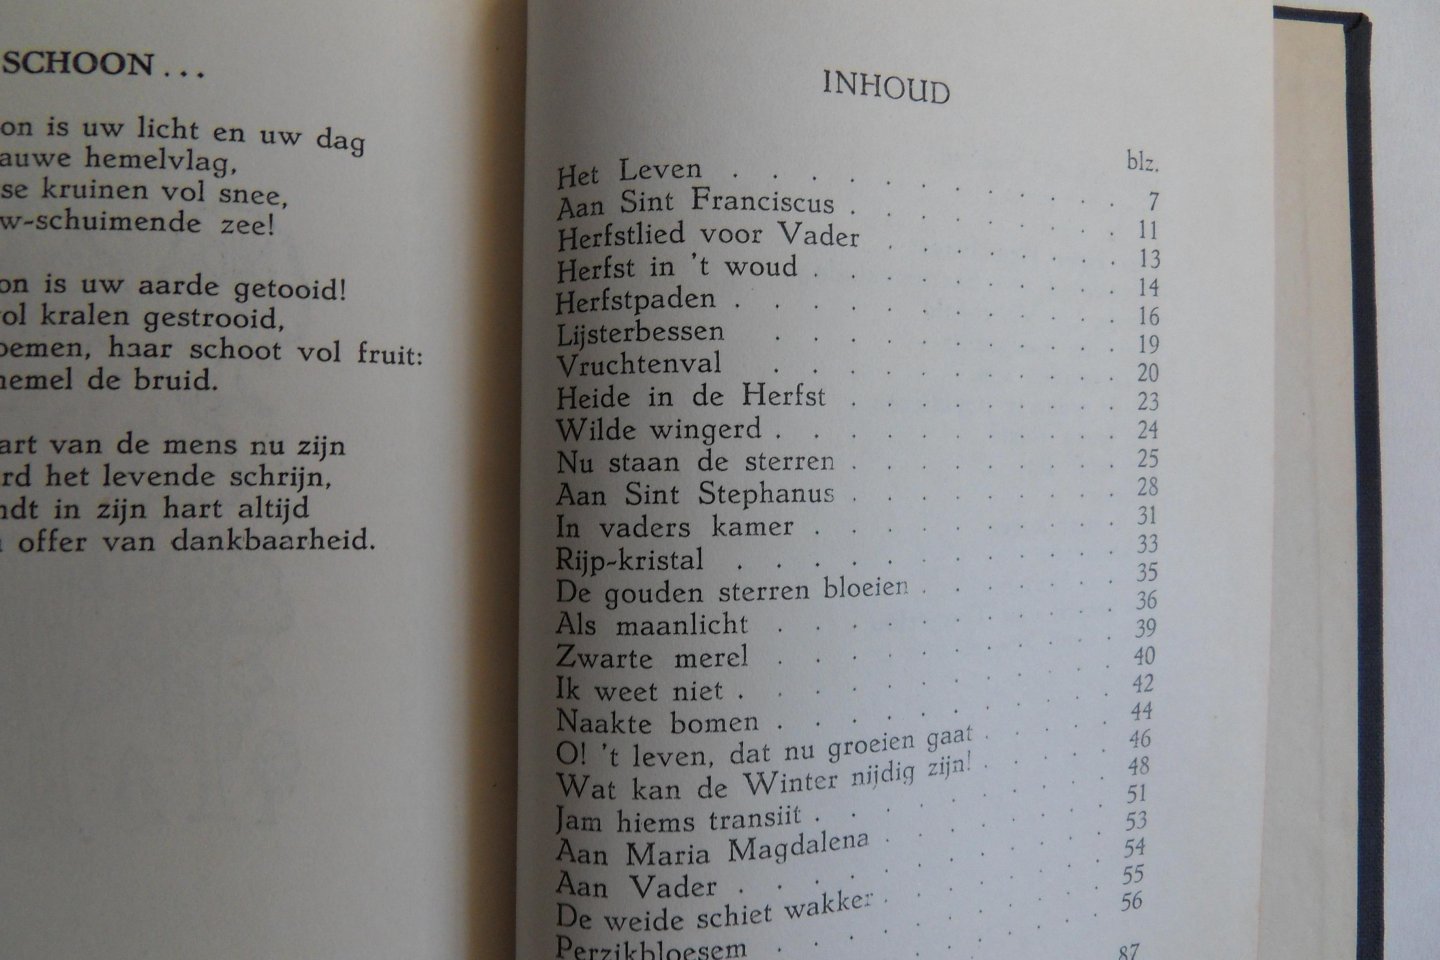 SCHOON...
on is uw licht en uw dag
auwe hemelvlag,
se kruinen vol snee,
w-schuimende zee!
on is uw aarde getooid!
ol kralen gestrooid,
oemen, haar schoot vol fruit:
hemel de bruid.
art van de mens nu zijn
rd het levende schrijn,
ndt in zijn hart altijd
offer van dankbaarheid.
INHOUD
blz.
Het Leven . . . . . . . . . . 7
Aan Sint Franciscus . . . . . . . . 11
Herfstlied voor Vader . . . . . . . 13
Herfst in 't woud . . . . . . . . . 14
Herfstpaden . . . . . . . . . . 16
Lijsterbessen . . . . . . . . . . 19
Vruchtenval . . . . . . . . . . 20
Heide in de Herfst . . . . . . . . 23
Wilde wingerd . . . . . . . . . . 24
Nu staan de sterren . . . . . . . . 25
Aan Sint Stephanus . . . . . . . . 28
In vaders kamer . . . . . . . . . 31
Rijp-kristal . . . . . . . . . . 33
De gouden sterren bloeien . . . . . . 35
Als maanlicht . . . . . . . . . . 36
Zwarte merel . . . . . . . . . . 39
Ik weet niet . . . . . . . . . . 40
Naakte bomen . . . . . . . . . . 42
O! 't leven, dat nu groeien gaat . . . . 44
Wat kan de Winter nijdig zijn! . . . . 46
Jam hiems transiit . . . . . . . . . 48
Aan Maria Magdalena . . . . . . . 51
Aan Vader . . . . . . . . . . 53
De weide schiet wakker . . . . . . . 54
Perzikbloesem . . . . . . . . . . 55
56
87